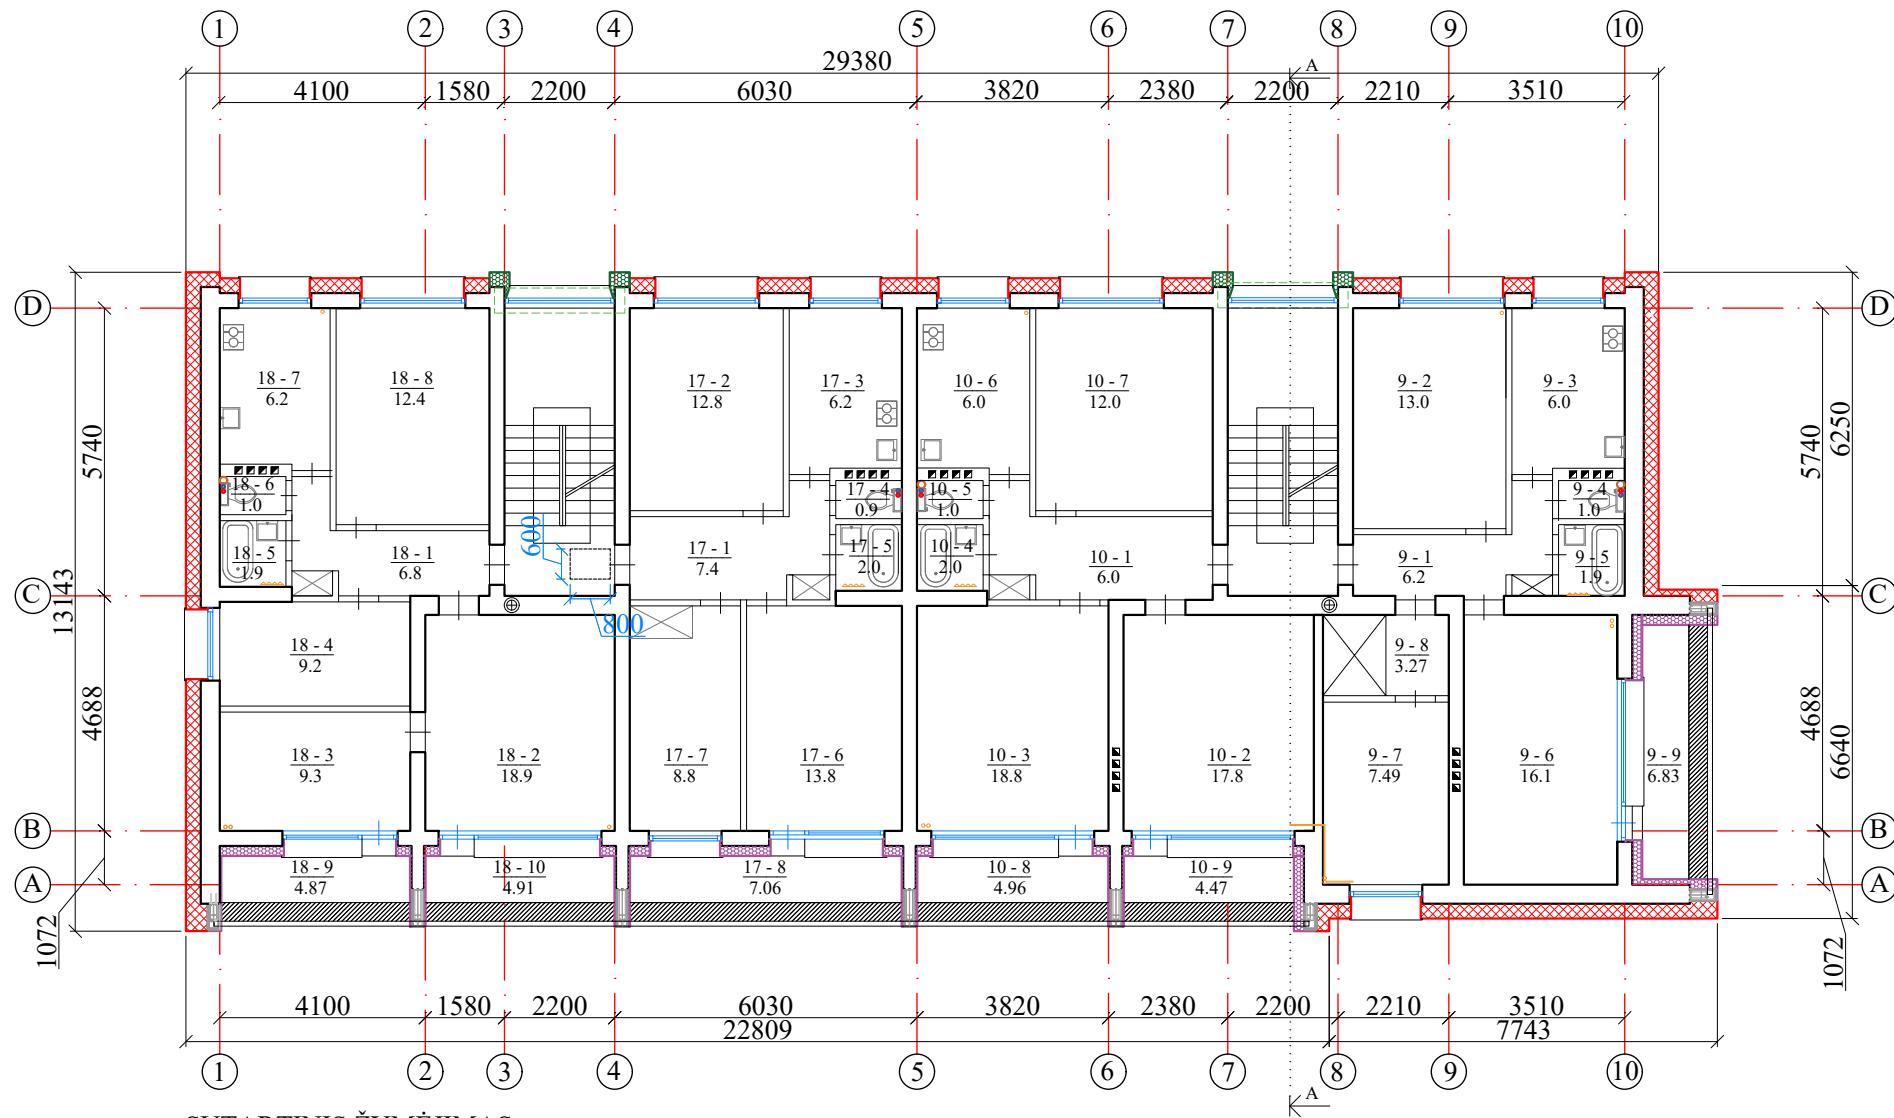 1 2 3 4 5 6 7 8 9 10
29380
A
4100 1580 2200 6030 3820 2380 2200 2210 3510
D D
18 - 7
6.2
18 - 8
12.4
17 - 2
12.8
17 - 3
6.2
10 - 6
6.0
10 - 7
12.0
9 - 2
13.0
9 - 3
6.0
5740
13143
5740
6250
18 - 6
1.0
17 - 4
0.9
10 - 5
1.0
9 - 4
1.0
600
18 - 5
1.9
18 - 1
6.8
17 - 1
7.4
17 - 5
2.0
10 - 4
2.0
10 - 1
6.0
9 - 1
6.2
9 - 5
1.9
C C
800
18 - 4
9.2
9 - 8
3.27
4688
4688
6640
18 - 3
9.3
18 - 2
18.9
17 - 7
8.8
17 - 6
13.8
10 - 3
18.8
10 - 2
17.8
9 - 7
7.49
9 - 6
16.1
9 - 9
6.83
B B
18 - 9
4.87
18 - 10
4.91
17 - 8
7.06
10 - 8
4.96
10 - 9
4.47
A A
1072
1072
4100 1580 2200 6030 3820 2380 2200 2210 3510
22809 7743
1 2 3 4 5 6 7 8 9 10
A
SUTARTINIS ŽYMĖJIMAS